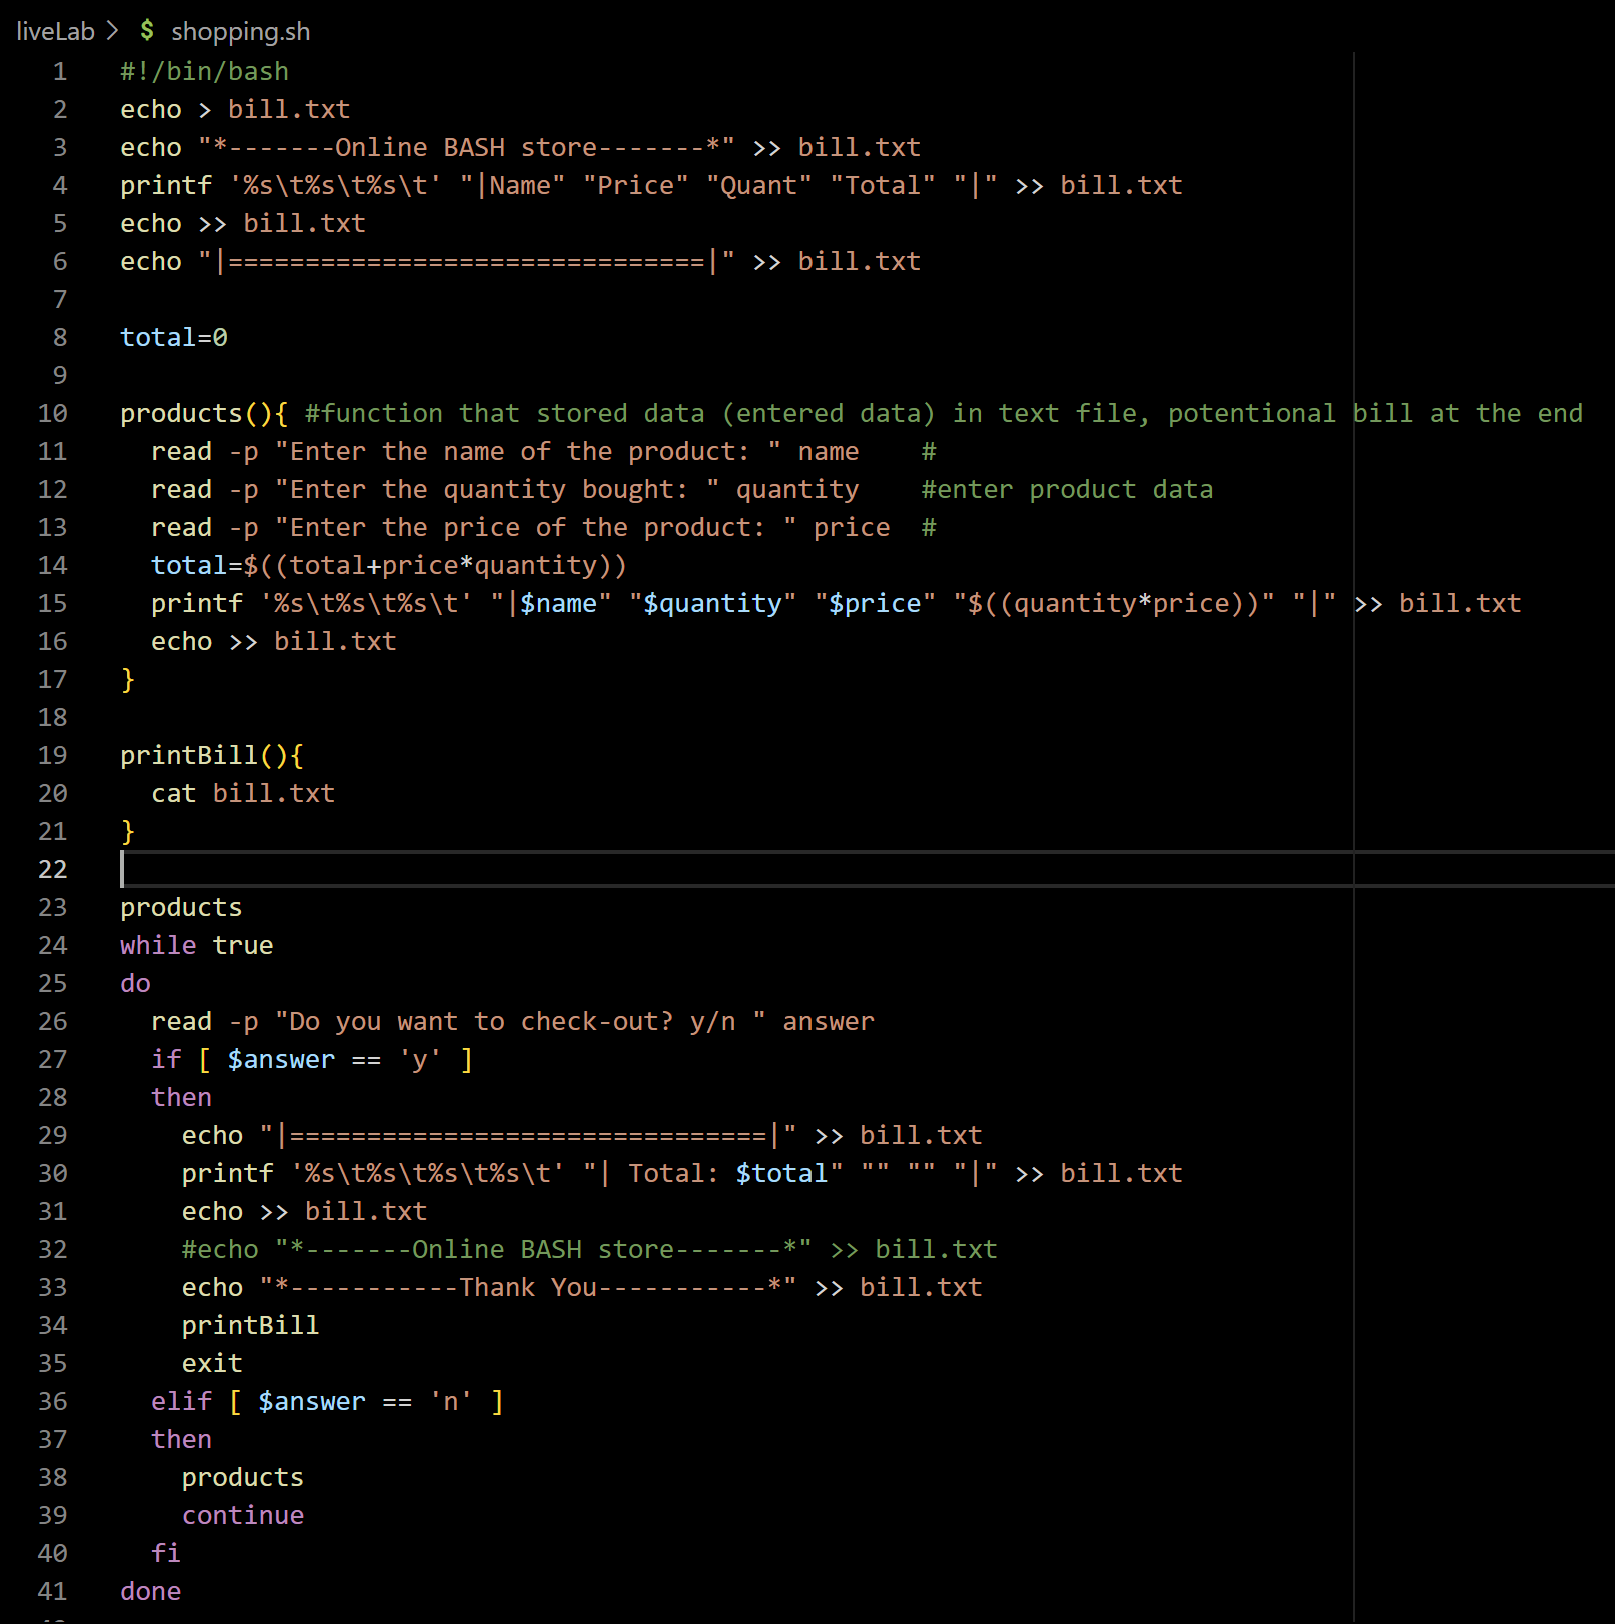 liveLab > $ shopping.sh
1 #!/bin/bash
2 echo > bill.txt
3 echo "*-------Online BASH store-------*" >> bill.txt
4 printf '%s\t%s\t%s\t' "|Name" "Price" "Quant" "Total" "|" >> bill.txt
5 echo >> bill.txt
6 echo "|===============================|" >> bill.txt
7
8 total=0
9
10 products(){ #function that stored data (entered data) in text file, potentional bill at the end
11   read -p "Enter the name of the product: " name    #
12   read -p "Enter the quantity bought: " quantity    #enter product data
13   read -p "Enter the price of the product: " price  #
14   total=$((total+price*quantity))
15   printf '%s\t%s\t%s\t' "|$name" "$quantity" "$price" "$((quantity*price))" "|" >> bill.txt
16   echo >> bill.txt
17 }
18
19 printBill(){
20   cat bill.txt
21 }
22
23 products
24 while true
25 do
26   read -p "Do you want to check-out? y/n " answer
27   if [ $answer == 'y' ]
28   then
29     echo "|===============================|" >> bill.txt
30     printf '%s\t%s\t%s\t%s\t' "| Total: $total" "" "" "|" >> bill.txt
31     echo >> bill.txt
32     #echo "*-------Online BASH store-------*" >> bill.txt
33     echo "*-----------Thank You-----------*" >> bill.txt
34     printBill
35     exit
36   elif [ $answer == 'n' ]
37   then
38     products
39     continue
40   fi
41 done